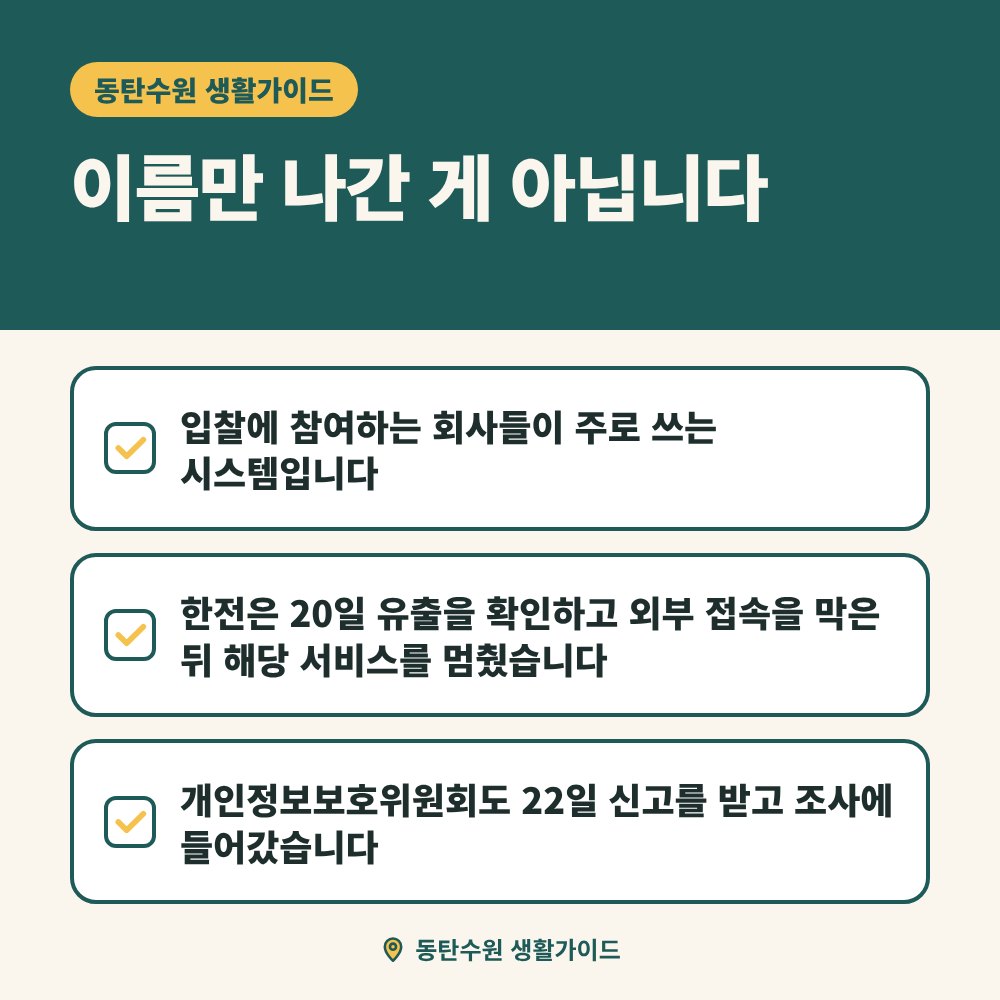 동탄수원 생활가이드
이름만 나간 게 아닙니다
입찰에 참여하는 회사들이 주로 쓰는
시스템입니다
한전은 20일 유출을 확인하고 외부 접속을 막은
뒤 해당 서비스를 멈췄습니다
개인정보보호위원회도 22일 신고를 받고 조사에
들어갔습니다
동탄수원 생활가이드